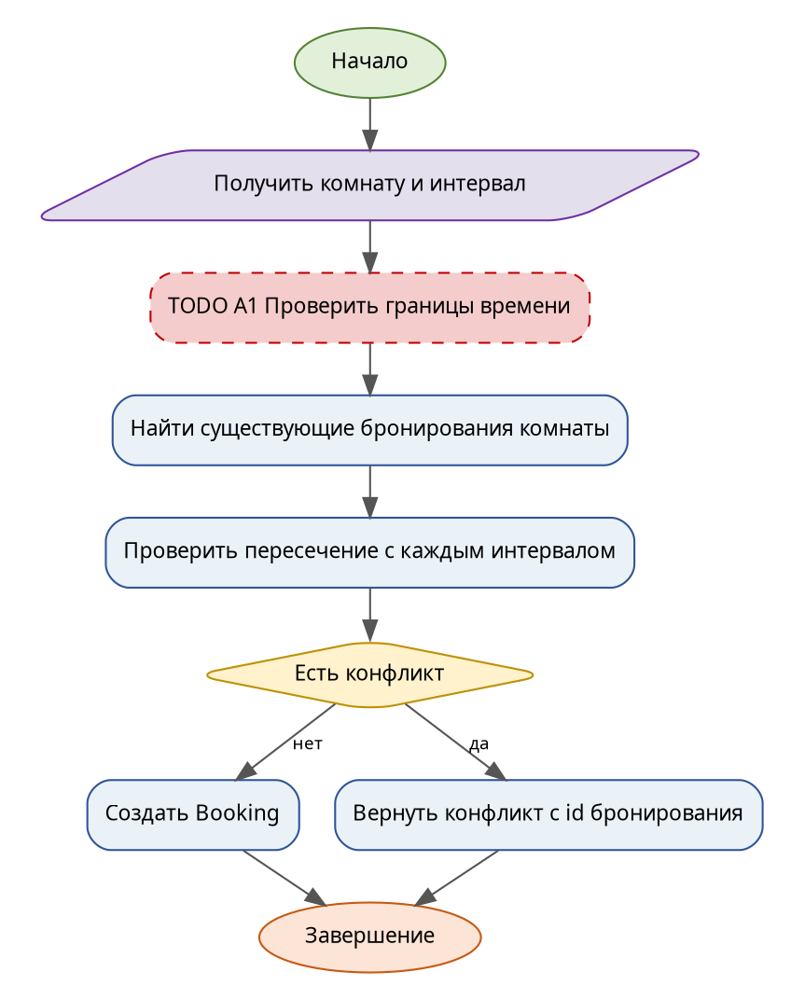 Начало
Получить комнату и интервал
TODO A1 Проверить границы времени
Найти существующие бронирования комнаты
Проверить пересечение с каждым интервалом
Есть конфликт
нет
да
Создать Booking
Вернуть конфликт с id бронирования
Завершение